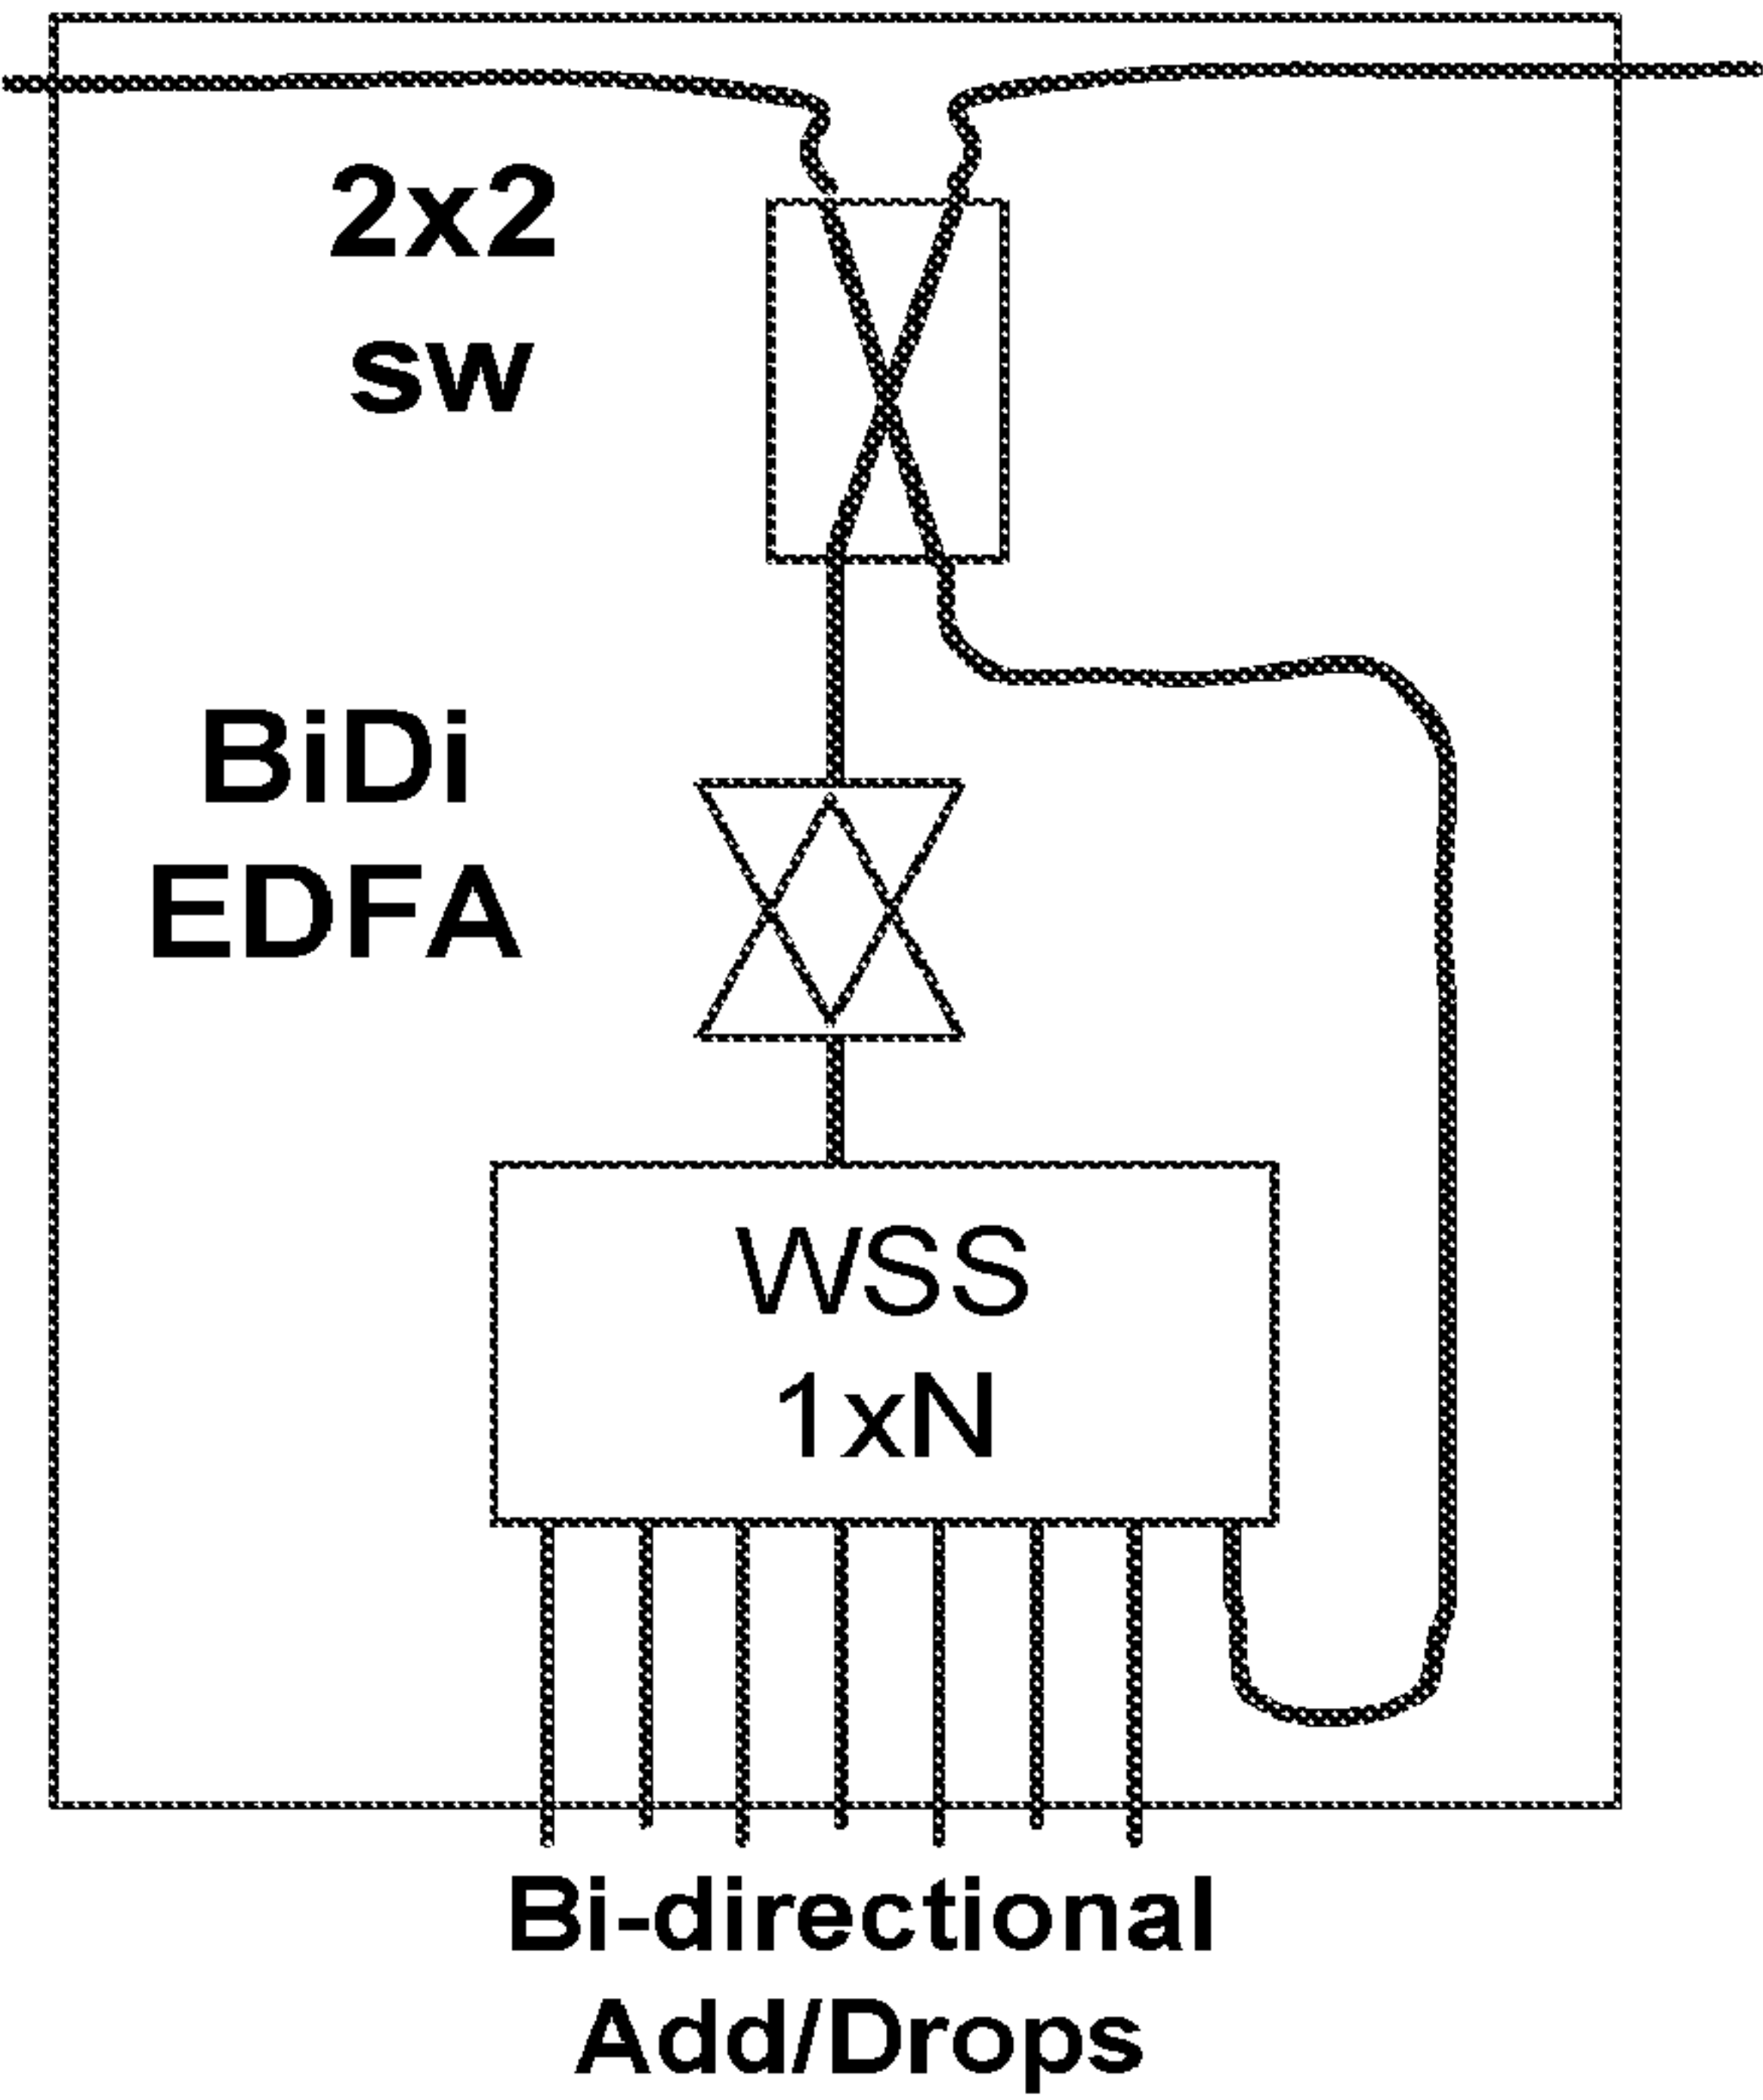 2x2
sw
BiDi
EDFA
WSS
1xN
Bi-directional
Add/Drops